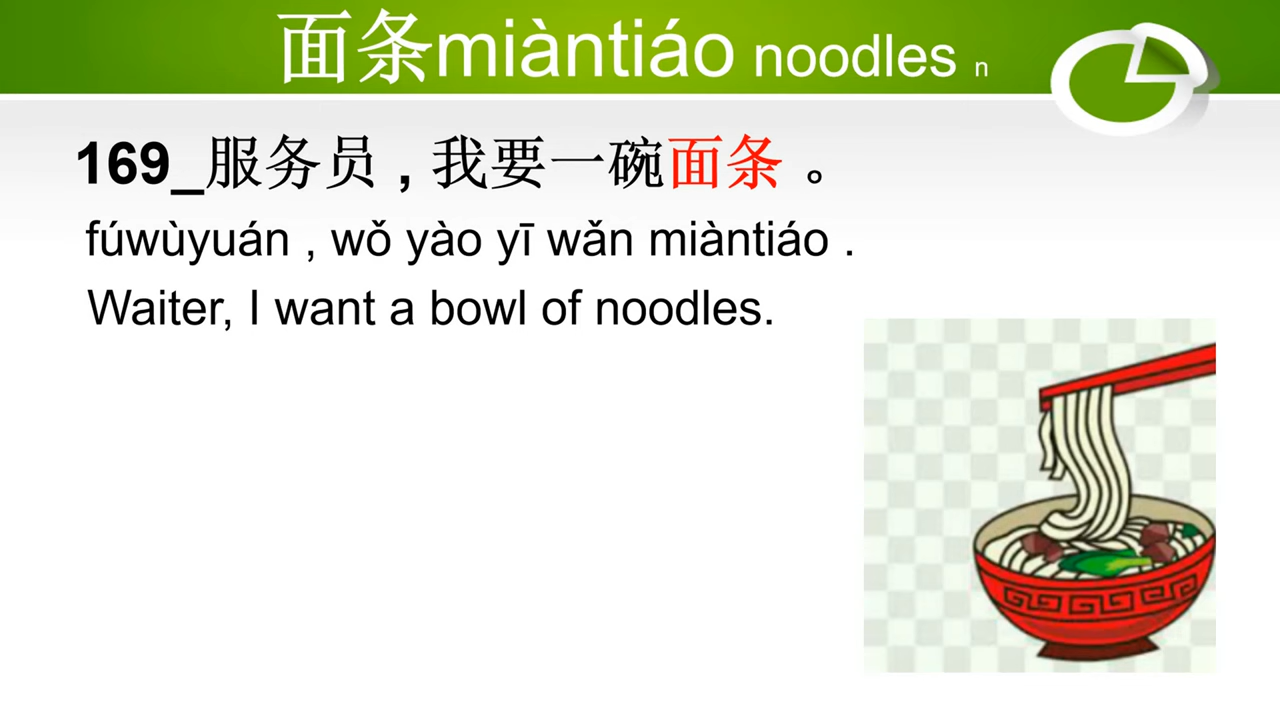 面条miàntiáo noodles n
169_服务员 , 我要一碗面条 。
fúwùyuán , wǒ yào yī wǎn miàntiáo .
Waiter, I want a bowl of noodles.